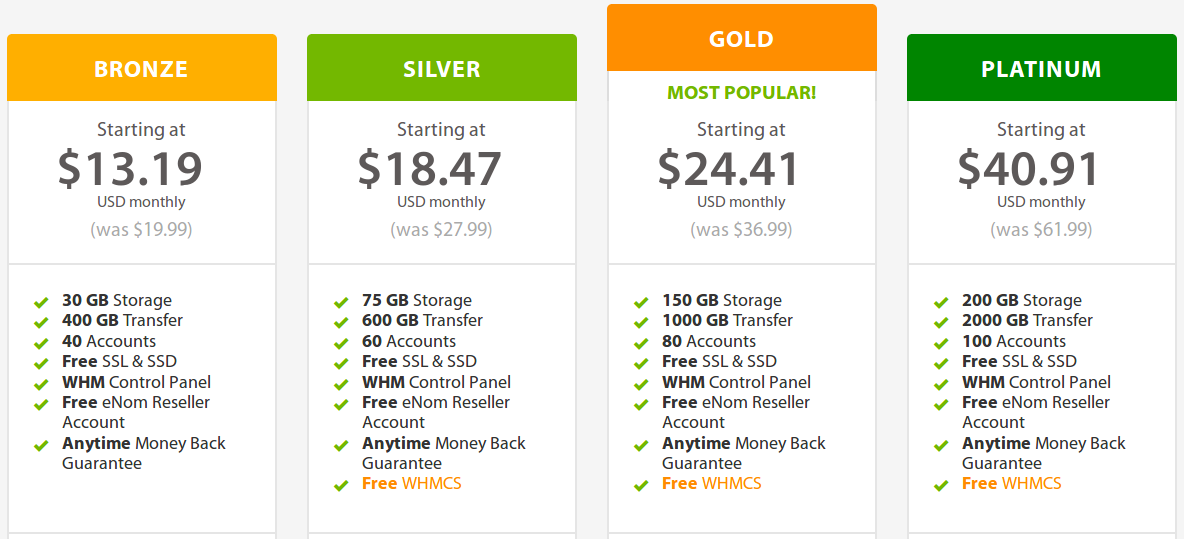 BRONZE
Starting at
$13.19
USD monthly
(was $19.99)
30 GB Storage
400 GB Transfer
40 Accounts
Free SSL & SSD
WHM Control Panel
Free eNom Reseller
Account
Anytime Money Back
Guarantee
SILVER
Starting at
$18.47
USD monthly
(was $27.99)
75 GB Storage
600 GB Transfer
60 Accounts
Free SSL & SSD
WHM Control Panel
Free eNom Reseller
Account
Anytime Money Back
Guarantee
Free WHMCS
GOLD
MOST POPULAR!
Starting at
$24.41
USD monthly
(was $36.99)
150 GB Storage
1000 GB Transfer
80 Accounts
Free SSL & SSD
WHM Control Panel
Free eNom Reseller
Account
Anytime Money Back
Guarantee
Free WHMCS
PLATINUM
Starting at
$40.91
USD monthly
(was $61.99)
200 GB Storage
2000 GB Transfer
100 Accounts
Free SSL & SSD
WHM Control Panel
Free eNom Reseller
Account
Anytime Money Back
Guarantee
Free WHMCS